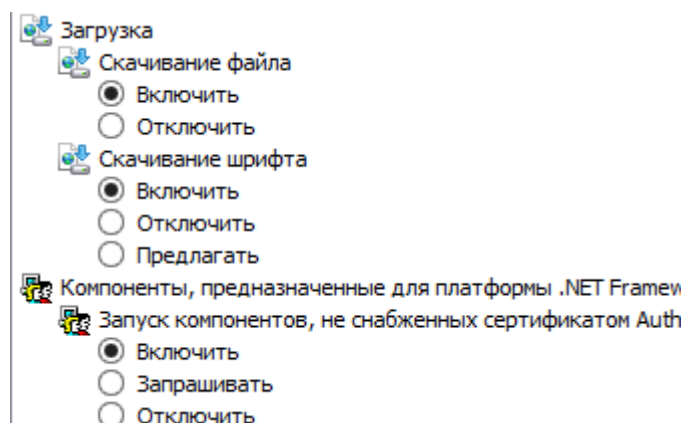 Загрузка
Скачивание файла
Включить
Отключить
Скачивание шрифта
Включить
Отключить
Предлагать
Компоненты, предназначенные для платформы .NET Framew
Запуск компонентов, не снабженных сертификатом Auth
Включить
Запрашивать
Отключить